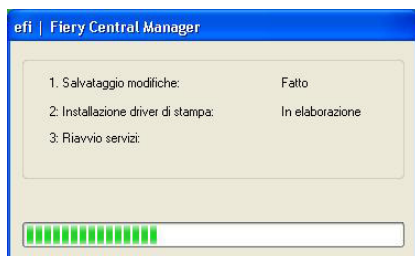 efi | Fiery Central Manager
1. Salvataggio modifiche: Fatto
2: Installazione driver di stampa: In elaborazione
3: Riavvio servizi: